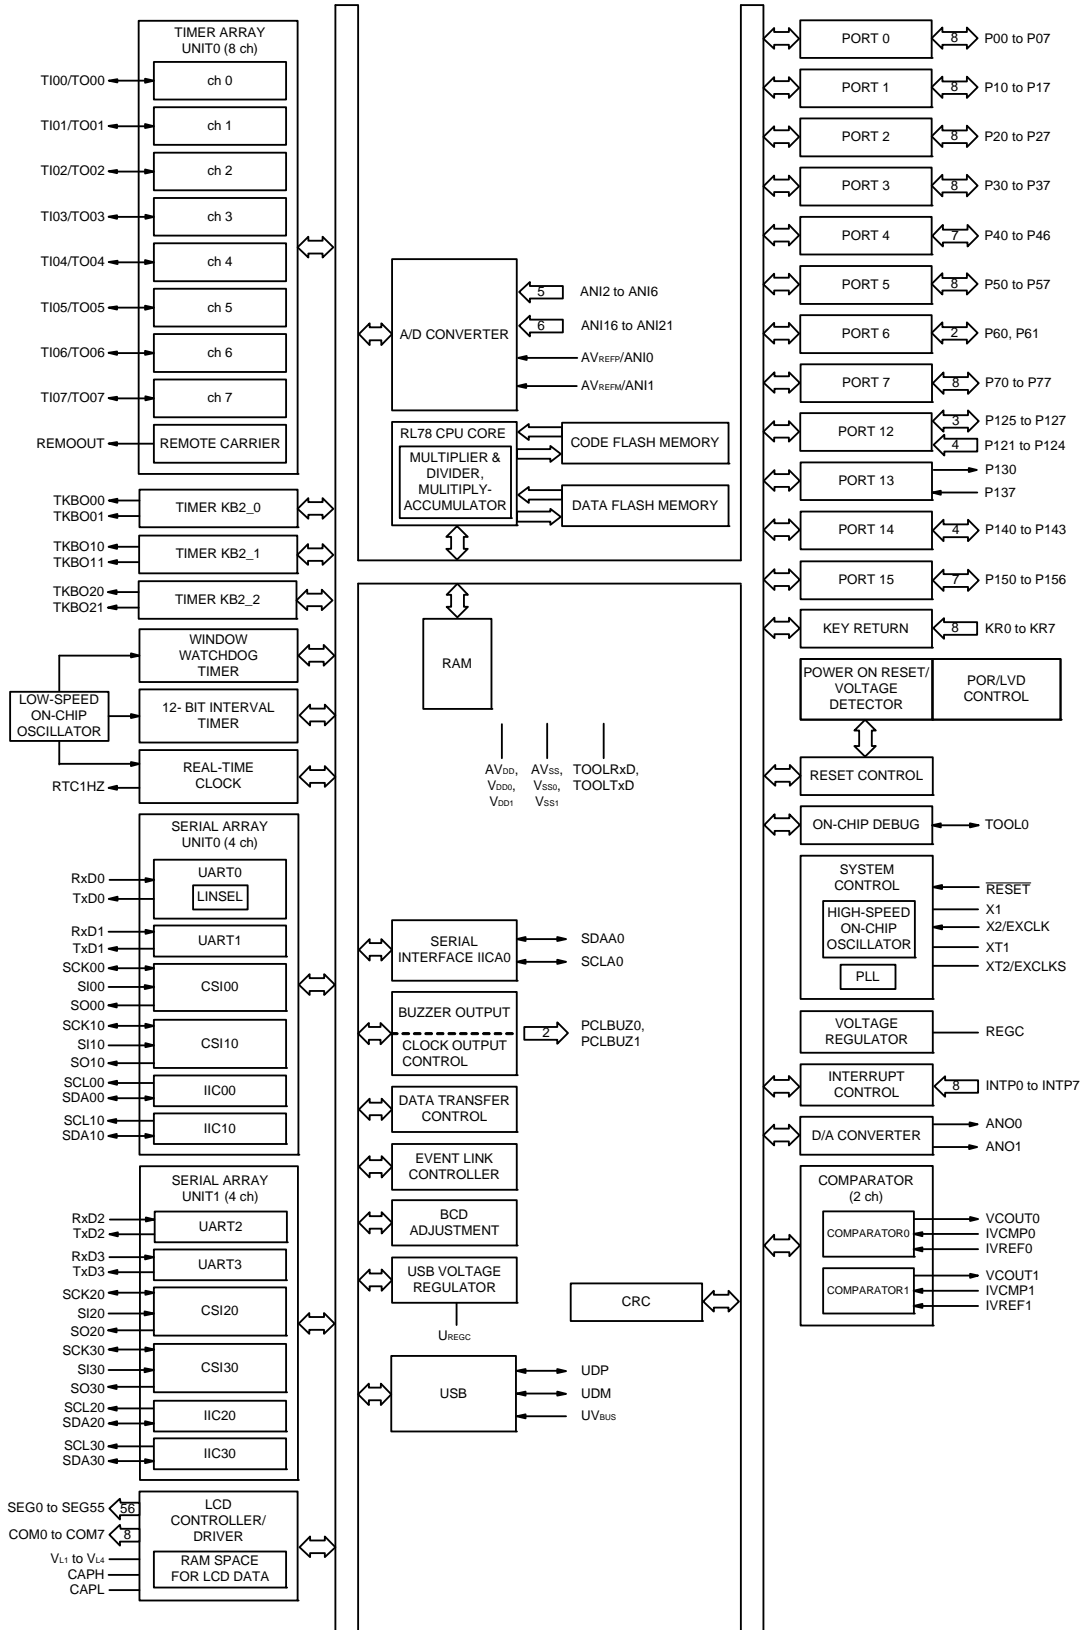 TIMER ARRAY
UNIT0 (8 ch)
TI00/TO00
ch 0
TI01/TO01
ch 1
TI02/TO02
ch 2
TI03/TO03
ch 3
TI04/TO04
ch 4
TI05/TO05
ch 5
TI06/TO06
ch 6
TI07/TO07
ch 7
REMOOUT
REMOTE CARRIER
TKBO00
TKBO01
TIMER KB2_0
TKBO10
TKBO11
TIMER KB2_1
TKBO20
TKBO21
TIMER KB2_2
WINDOW
WATCHDOG
TIMER
LOW-SPEED
ON-CHIP
OSCILLATOR
12- BIT INTERVAL
TIMER
REAL-TIME
CLOCK
RTC1HZ
SERIAL ARRAY
UNIT0 (4 ch)
RxD0
TxD0
UART0
LINSEL
RxD1
TxD1
UART1
SCK00
SI00
SO00
CSI00
SCK10
SI10
SO10
CSI10
SCL00
SDA00
IIC00
SCL10
SDA10
IIC10
SERIAL ARRAY
UNIT1 (4 ch)
RxD2
TxD2
UART2
RxD3
TxD3
UART3
SCK20
SI20
SO20
CSI20
SCK30
SI30
SO30
CSI30
SCL20
SDA20
IIC20
SCL30
SDA30
IIC30
SEG0 to SEG55
56
COM0 to COM7
8
VL1 to VL4
CAPH
CAPL
LCD
CONTROLLER/
DRIVER
RAM SPACE
FOR LCD DATA
A/D CONVERTER
5
ANI2 to ANI6
6
ANI16 to ANI21
AVREFP/ANI0
AVREFM/ANI1
RL78 CPU CORE
MULTIPLIER &
DIVIDER,
MULITIPLY-
ACCUMULATOR
CODE FLASH MEMORY
DATA FLASH MEMORY
RAM
AVDD,
VDD0,
VDD1
AVSS,
VSS0,
VSS1
TOOLRxD,
TOOLTxD
SERIAL
INTERFACE IICA0
SDAA0
SCLA0
BUZZER OUTPUT
CLOCK OUTPUT
CONTROL
2
PCLBUZ0,
PCLBUZ1
DATA TRANSFER
CONTROL
EVENT LINK
CONTROLLER
BCD
ADJUSTMENT
USB VOLTAGE
REGULATOR
UREGC
CRC
USB
UDP
UDM
UVBUS
PORT 0
8
P00 to P07
PORT 1
8
P10 to P17
PORT 2
8
P20 to P27
PORT 3
8
P30 to P37
PORT 4
7
P40 to P46
PORT 5
8
P50 to P57
PORT 6
2
P60, P61
PORT 7
8
P70 to P77
PORT 12
3
P125 to P127
4
P121 to P124
PORT 13
P130
P137
PORT 14
4
P140 to P143
PORT 15
7
P150 to P156
KEY RETURN
8
KR0 to KR7
POWER ON RESET/
VOLTAGE
DETECTOR
POR/LVD
CONTROL
RESET CONTROL
ON-CHIP DEBUG
TOOL0
SYSTEM
CONTROL
HIGH-SPEED
ON-CHIP
OSCILLATOR
PLL
RESET
X1
X2/EXCLK
XT1
XT2/EXCLKS
VOLTAGE
REGULATOR
REGC
INTERRUPT
CONTROL
8
INTP0 to INTP7
D/A CONVERTER
ANO0
ANO1
COMPARATOR
(2 ch)
COMPARATOR0
VCOUT0
IVCMP0
IVREF0
COMPARATOR1
VCOUT1
IVCMP1
IVREF1